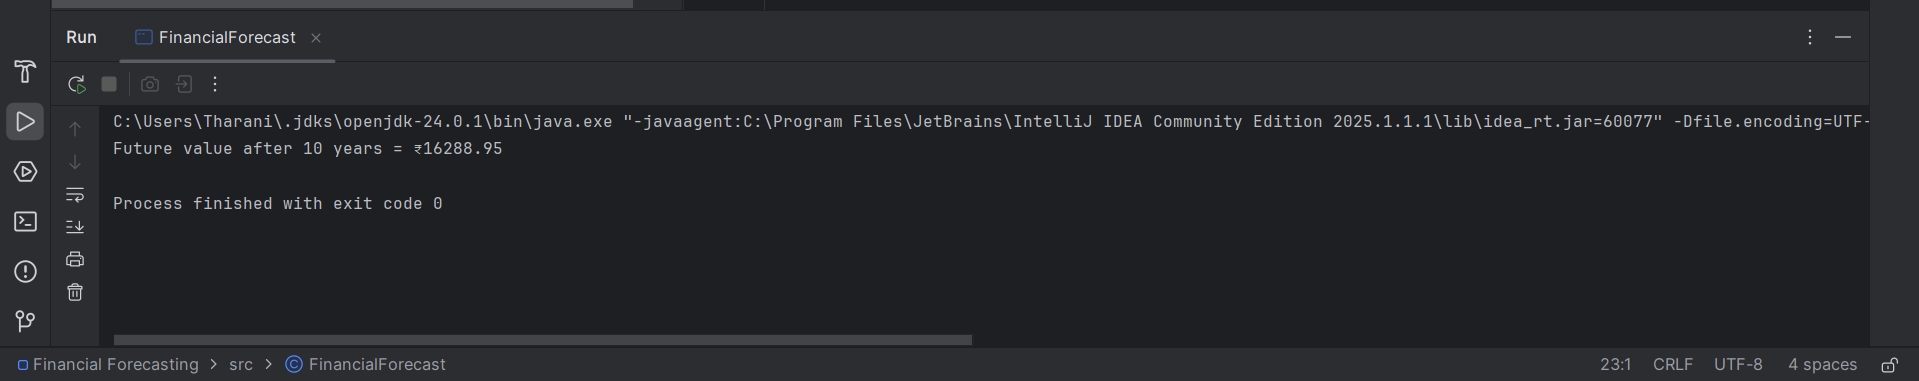 Run FinancialForecast
C:\Users\Tharani\.jdks\openjdk-24.0.1\bin\java.exe "-javaagent:C:\Program Files\JetBrains\IntelliJ IDEA Community Edition 2025.1.1.1\lib\idea_rt.jar=60077" -Dfile.encoding=UTF-
Future value after 10 years = ₹16288.95
Process finished with exit code 0
Financial Forecasting > src > FinancialForecast 23:1 CRLF UTF-8 4 spaces